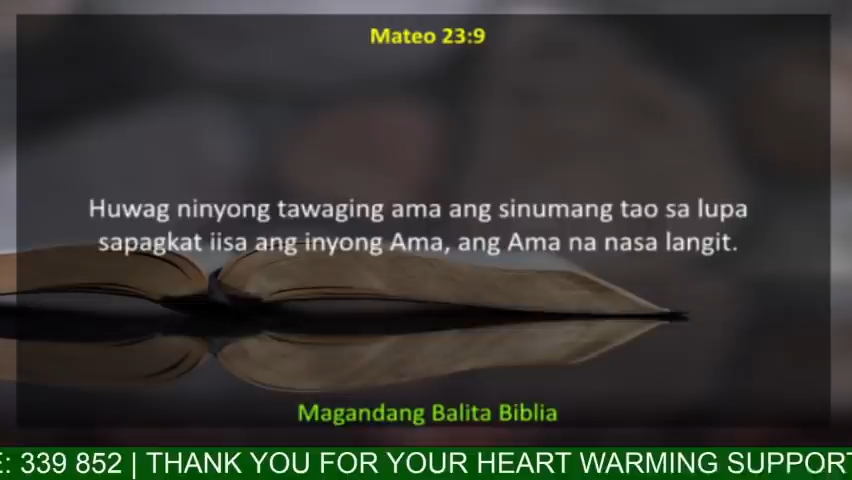 Mateo 23:9
Huwag ninyong tawaging ama ang sinumang tao sa lupa
sapagkat iisa ang inyong Ama, ang Ama na nasa langit.
Magandang Balita Biblia
: 339 852 | THANK YOU FOR YOUR HEART WARMING SUPPORT